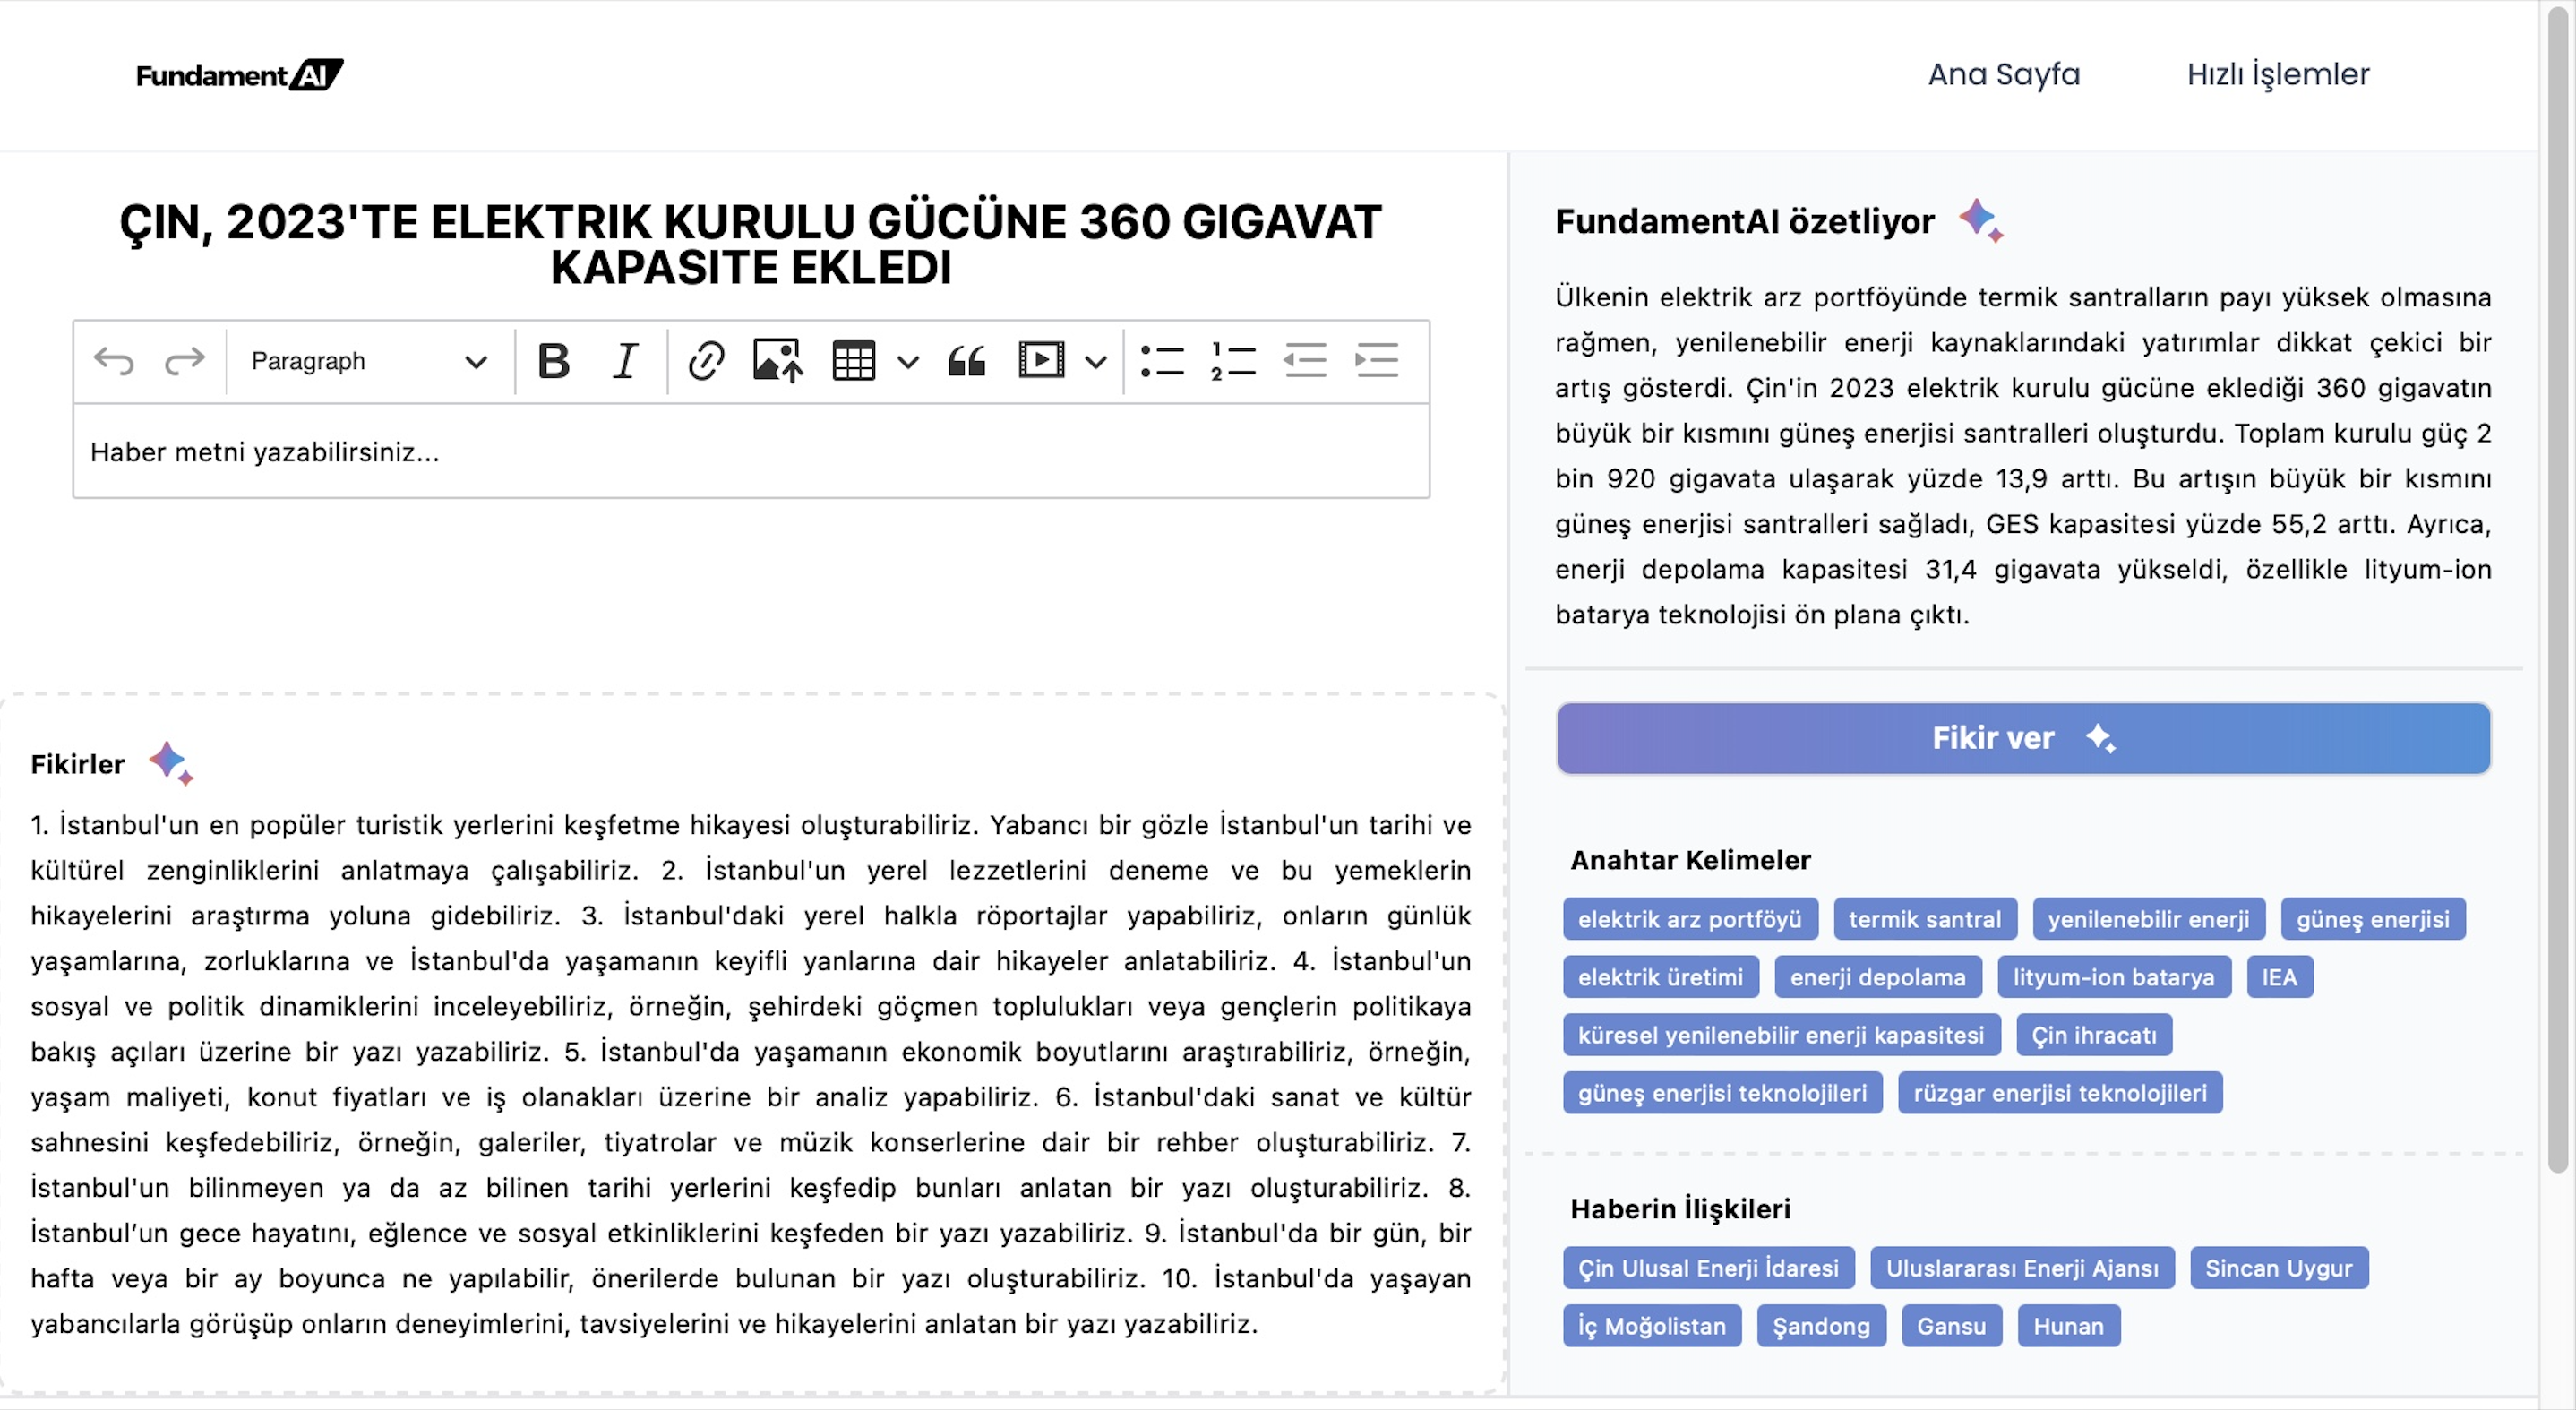 FundamentAI
Ana Sayfa
Hızlı İşlemler
ÇIN, 2023'TE ELEKTRIK KURULU GÜCÜNE 360 GIGAVAT
KAPASITE EKLEDI
Paragraph
Haber metni yazabilirsiniz...
Fikirler
1. İstanbul'un en popüler turistik yerlerini keşfetme hikayesi oluşturabiliriz. Yabancı bir gözle İstanbul'un tarihi ve
kültürel zenginliklerini anlatmaya çalışabiliriz. 2. İstanbul'un yerel lezzetlerini deneme ve bu yemeklerin
hikayelerini araştırma yoluna gidebiliriz. 3. İstanbul'daki yerel halkla röportajlar yapabiliriz, onların günlük
yaşamlarına, zorluklarına ve İstanbul'da yaşamanın keyifli yanlarına dair hikayeler anlatabiliriz. 4. İstanbul'un
sosyal ve politik dinamiklerini inceleyebiliriz, örneğin, şehirdeki göçmen toplulukları veya gençlerin politikaya
bakış açıları üzerine bir yazı yazabiliriz. 5. İstanbul'da yaşamanın ekonomik boyutlarını araştırabiliriz, örneğin,
yaşam maliyeti, konut fiyatları ve iş olanakları üzerine bir analiz yapabiliriz. 6. İstanbul'daki sanat ve kültür
sahnesini keşfedebiliriz, örneğin, galeriler, tiyatrolar ve müzik konserlerine dair bir rehber oluşturabiliriz. 7.
İstanbul'un bilinmeyen ya da az bilinen tarihi yerlerini keşfedip bunları anlatan bir yazı oluşturabiliriz. 8.
İstanbul’un gece hayatını, eğlence ve sosyal etkinliklerini keşfeden bir yazı yazabiliriz. 9. İstanbul'da bir gün, bir
hafta veya bir ay boyunca ne yapılabilir, önerilerde bulunan bir yazı oluşturabiliriz. 10. İstanbul'da yaşayan
yabancılarla görüşüp onların deneyimlerini, tavsiyelerini ve hikayelerini anlatan bir yazı yazabiliriz.
FundamentAI özetliyor
Ülkenin elektrik arz portföyünde termik santralların payı yüksek olmasına
rağmen, yenilenebilir enerji kaynaklarındaki yatırımlar dikkat çekici bir
artış gösterdi. Çin'in 2023 elektrik kurulu gücüne eklediği 360 gigavatın
büyük bir kısmını güneş enerjisi santralleri oluşturdu. Toplam kurulu güç 2
bin 920 gigavata ulaşarak yüzde 13,9 arttı. Bu artışın büyük bir kısmını
güneş enerjisi santralleri sağladı, GES kapasitesi yüzde 55,2 arttı. Ayrıca,
enerji depolama kapasitesi 31,4 gigavata yükseldi, özellikle lityum-ion
batarya teknolojisi ön plana çıktı.
Fikir ver
Anahtar Kelimeler
elektrik arz portföyü termik santral yenilenebilir enerji güneş enerjisi
elektrik üretimi enerji depolama lityum-ion batarya IEA
küresel yenilenebilir enerji kapasitesi Çin ihracatı
güneş enerjisi teknolojileri rüzgar enerjisi teknolojileri
Haberin İlişkileri
Çin Ulusal Enerji İdaresi Uluslararası Enerji Ajansı Sincan Uygur
İç Moğolistan Şandong Gansu Hunan